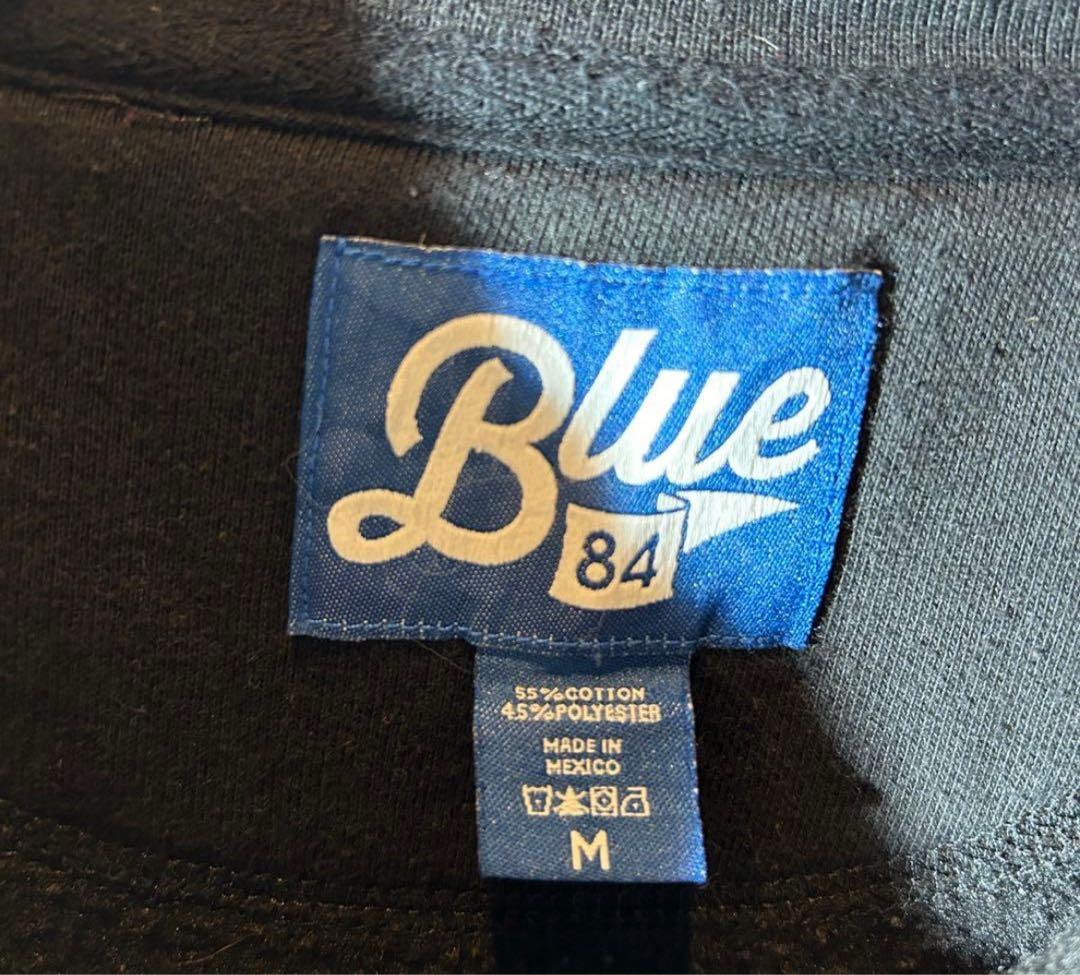 Blue
84
55%COTTON
45%POLYESTER
MADE IN
MEXICO
M